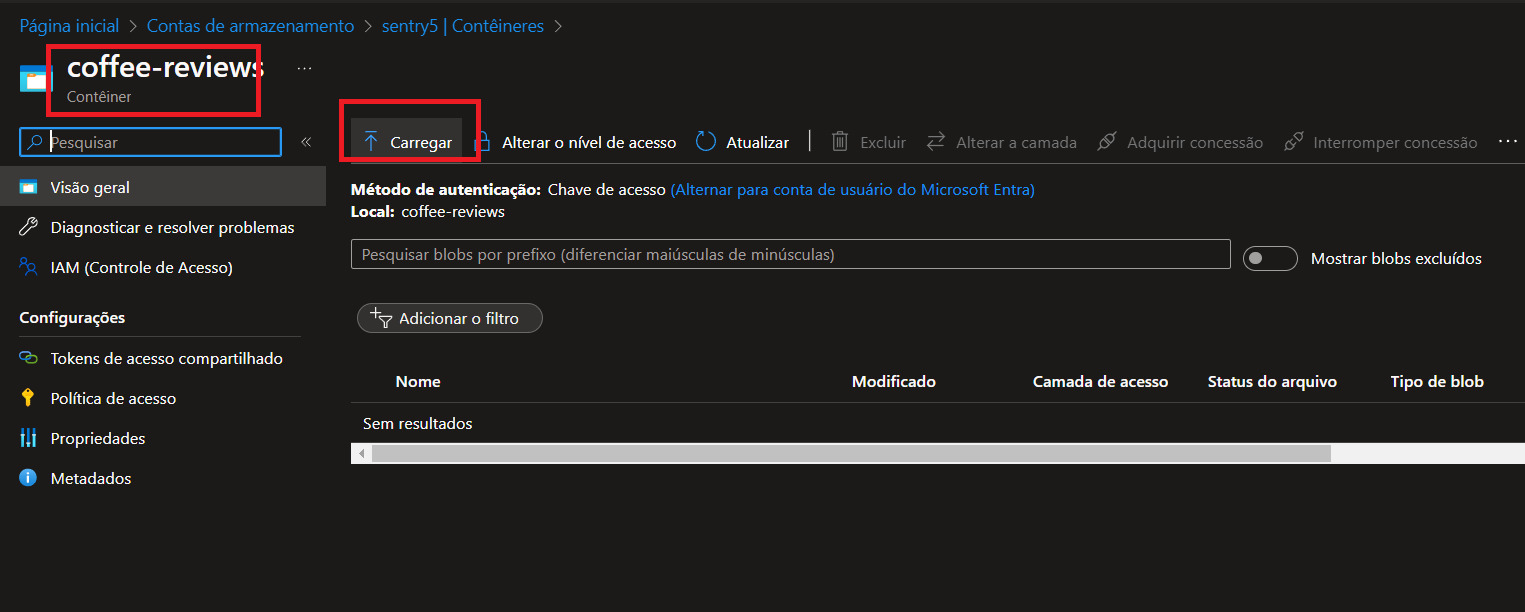 Página inicial > Contas de armazenamento > sentry5 | Contêineres >
coffee-reviews ...
Contêiner
Pesquisar «
Visão geral
Diagnosticar e resolver problemas
IAM (Controle de Acesso)
Configurações
Tokens de acesso compartilhado
Política de acesso
Propriedades
Metadados
Carregar Alterar o nível de acesso Atualizar Excluir Alterar a camada Adquirir concessão Interromper concessão ...
Método de autenticação: Chave de acesso (Alternar para conta de usuário do Microsoft Entra)
Local: coffee-reviews
Pesquisar blobs por prefixo (diferenciar maiúsculas de minúsculas) Mostrar blobs excluídos
Adicionar o filtro
Nome Modificado Camada de acesso Status do arquivo Tipo de blob
Sem resultados